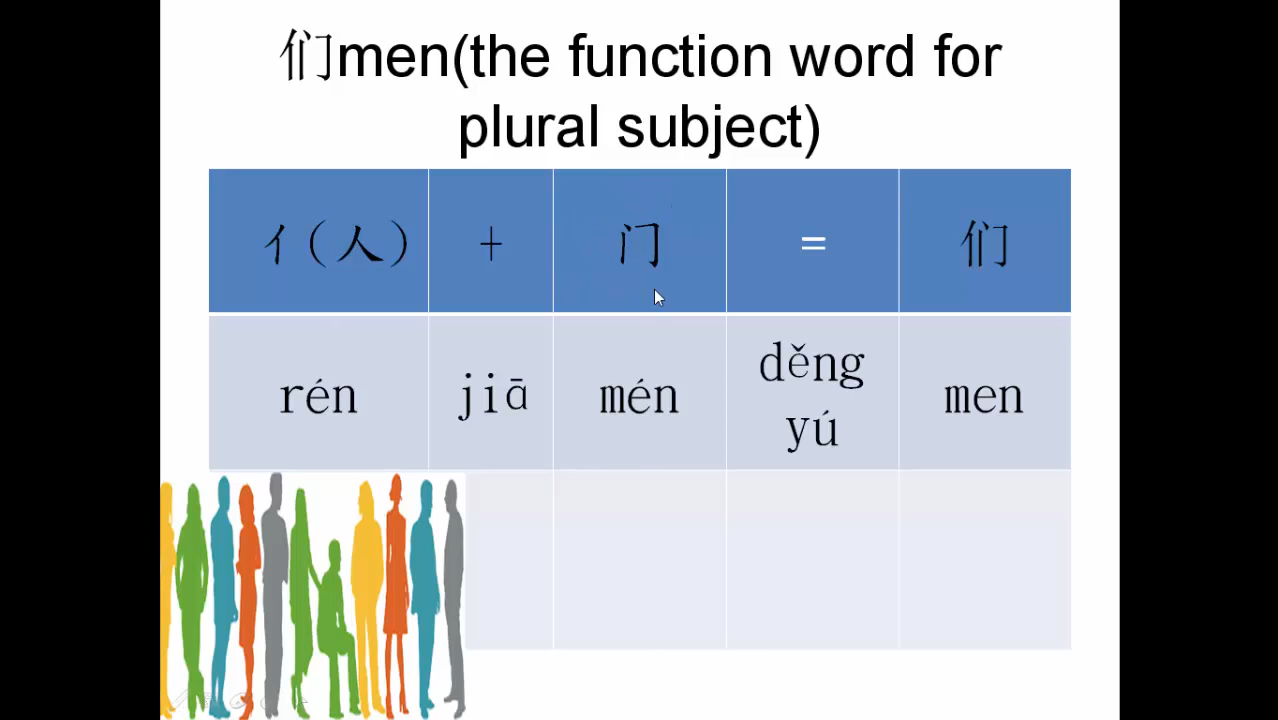 们men(the function word for
plural subject)
亻(人) + 门 = 们
rén jiā mén děng yú men